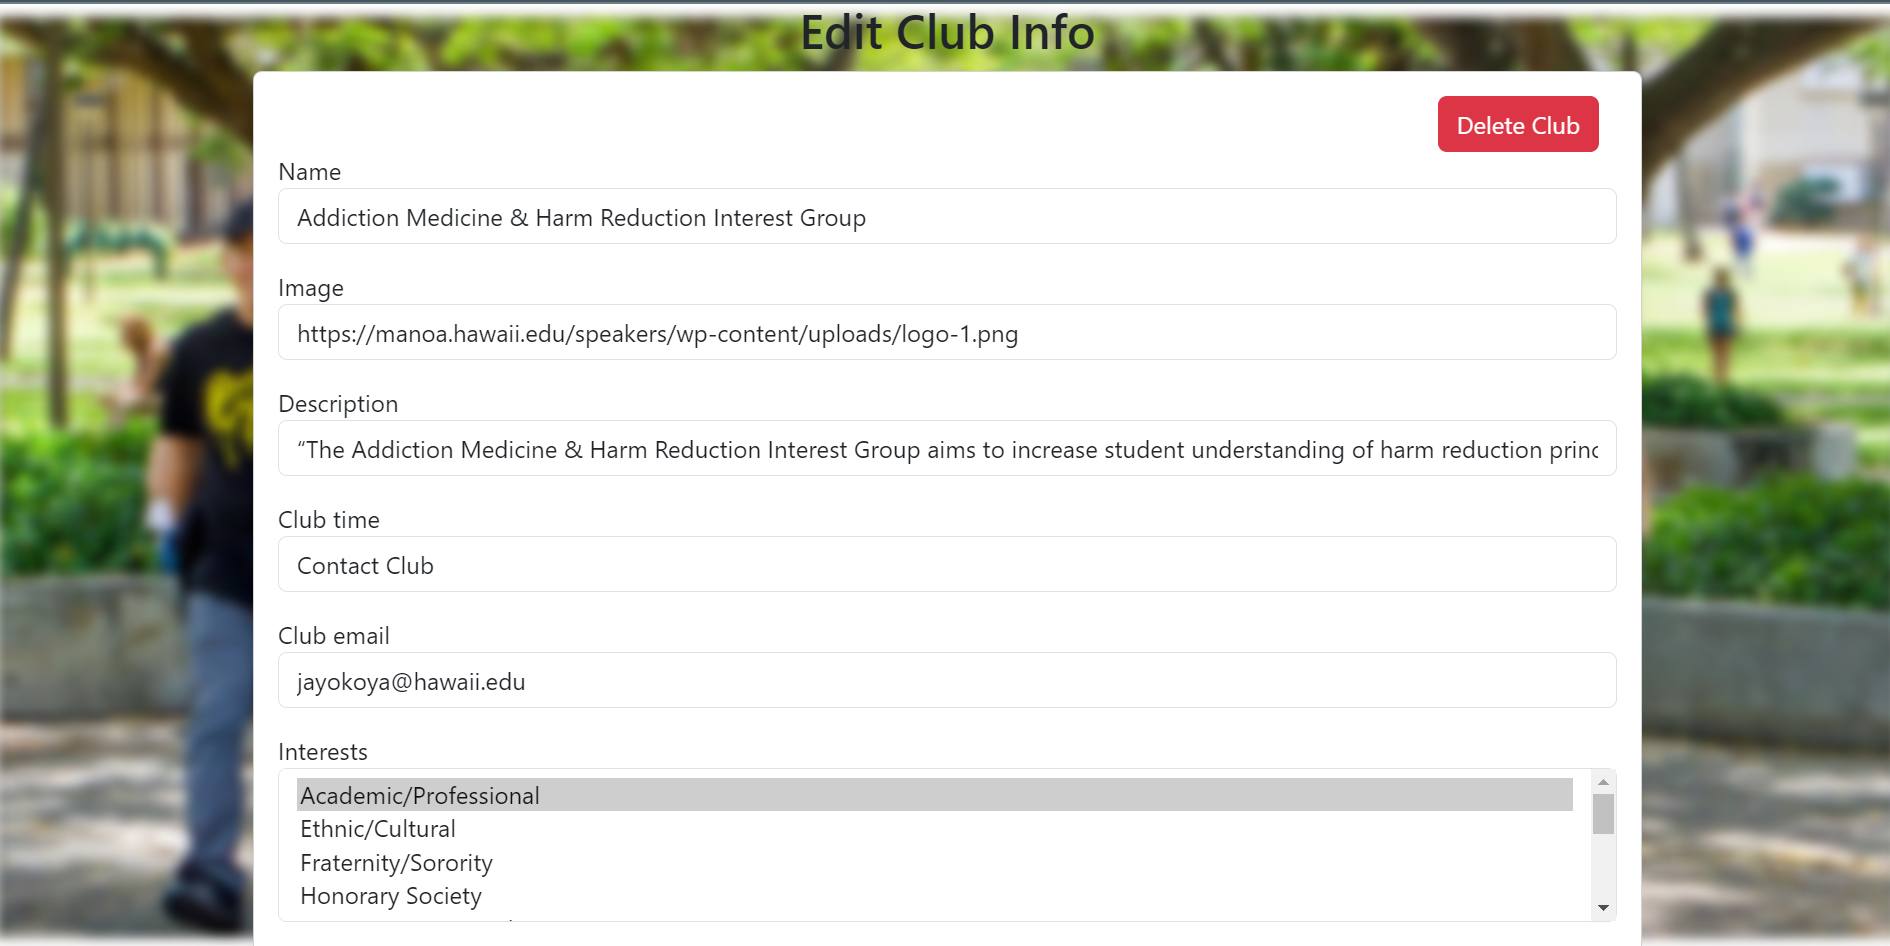 Edit Club Info
Delete Club
Name
Addiction Medicine & Harm Reduction Interest Group
Image
https://manoa.hawaii.edu/speakers/wp-content/uploads/logo-1.png
Description
“The Addiction Medicine & Harm Reduction Interest Group aims to increase student understanding of harm reduction princ
Club time
Contact Club
Club email
jayokoya@hawaii.edu
Interests
Academic/Professional
Ethnic/Cultural
Fraternity/Sorority
Honorary Society